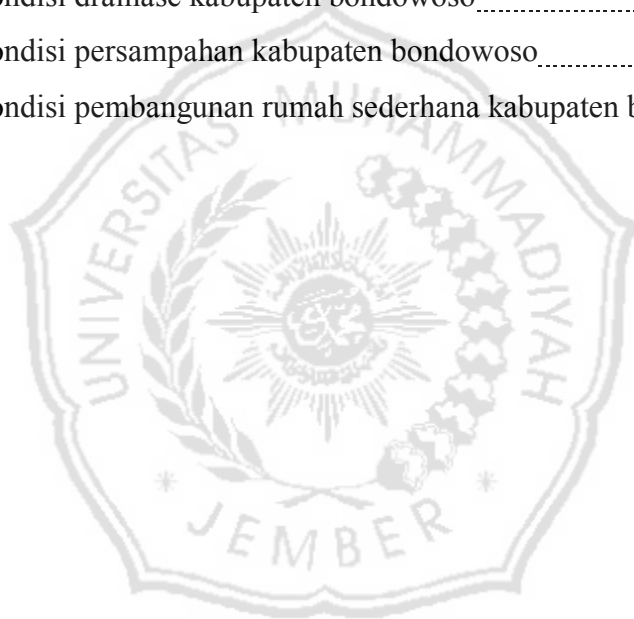 ondisi drainase kabupaten bondowoso
ondisi persampahan kabupaten bondowoso
ondisi pembangunan rumah sederhana kabupaten b
UNIVERSITAS MUHAMMADIYAH
JEMBER